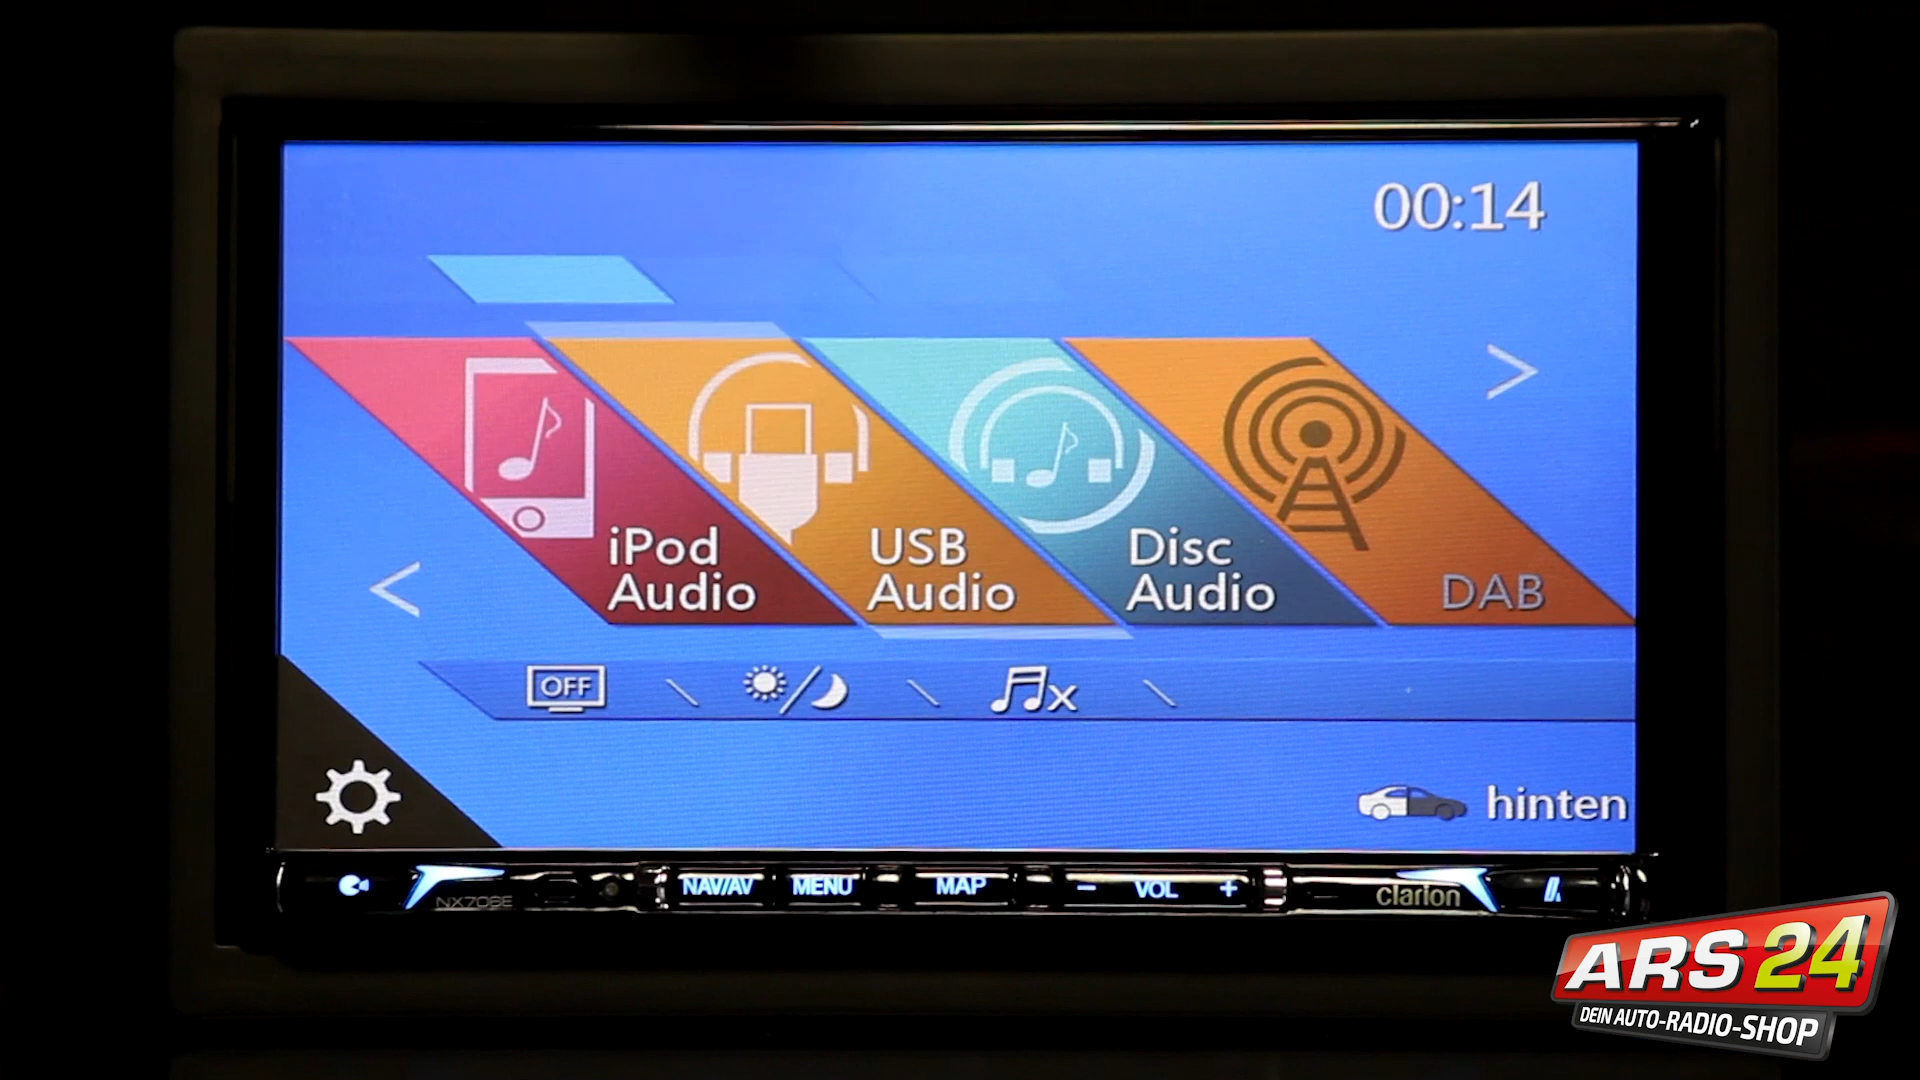 00:14
iPod
Audio
USB
Audio
Disc
Audio
DAB
OFF
hinten
NX706E
NAV/AV
MENU
MAP
− VOL +
clarion
ARS24
DEIN AUTO-RADIO-SHOP